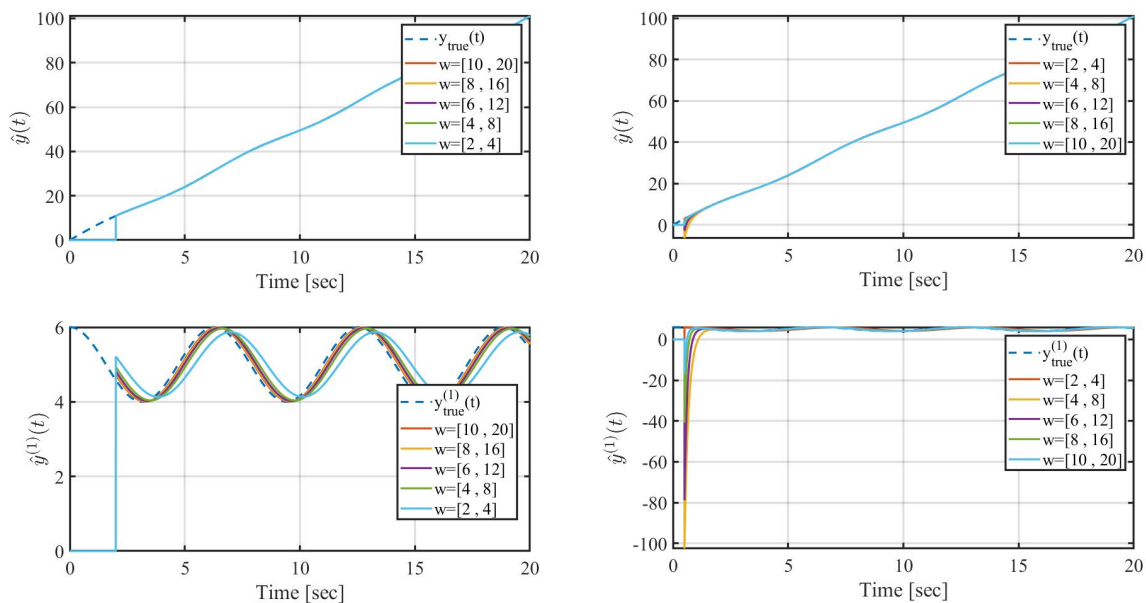 100
80
60
40
20
0
ŷ(t)
y_true(t)
w=[10 , 20]
w=[8 , 16]
w=[6 , 12]
w=[4 , 8]
w=[2 , 4]
0 5 10 15 20
Time [sec]
100
80
60
40
20
0
ŷ(t)
y_true(t)
w=[2 , 4]
w=[4 , 8]
w=[6 , 12]
w=[8 , 16]
w=[10 , 20]
0 5 10 15 20
Time [sec]
6
4
2
0
ŷ^(1)(t)
y_true^(1)(t)
w=[10 , 20]
w=[8 , 16]
w=[6 , 12]
w=[4 , 8]
w=[2 , 4]
0 5 10 15 20
Time [sec]
0
-20
-40
-60
-80
-100
ŷ^(1)(t)
y_true^(1)(t)
w=[2 , 4]
w=[4 , 8]
w=[6 , 12]
w=[8 , 16]
w=[10 , 20]
0 5 10 15 20
Time [sec]